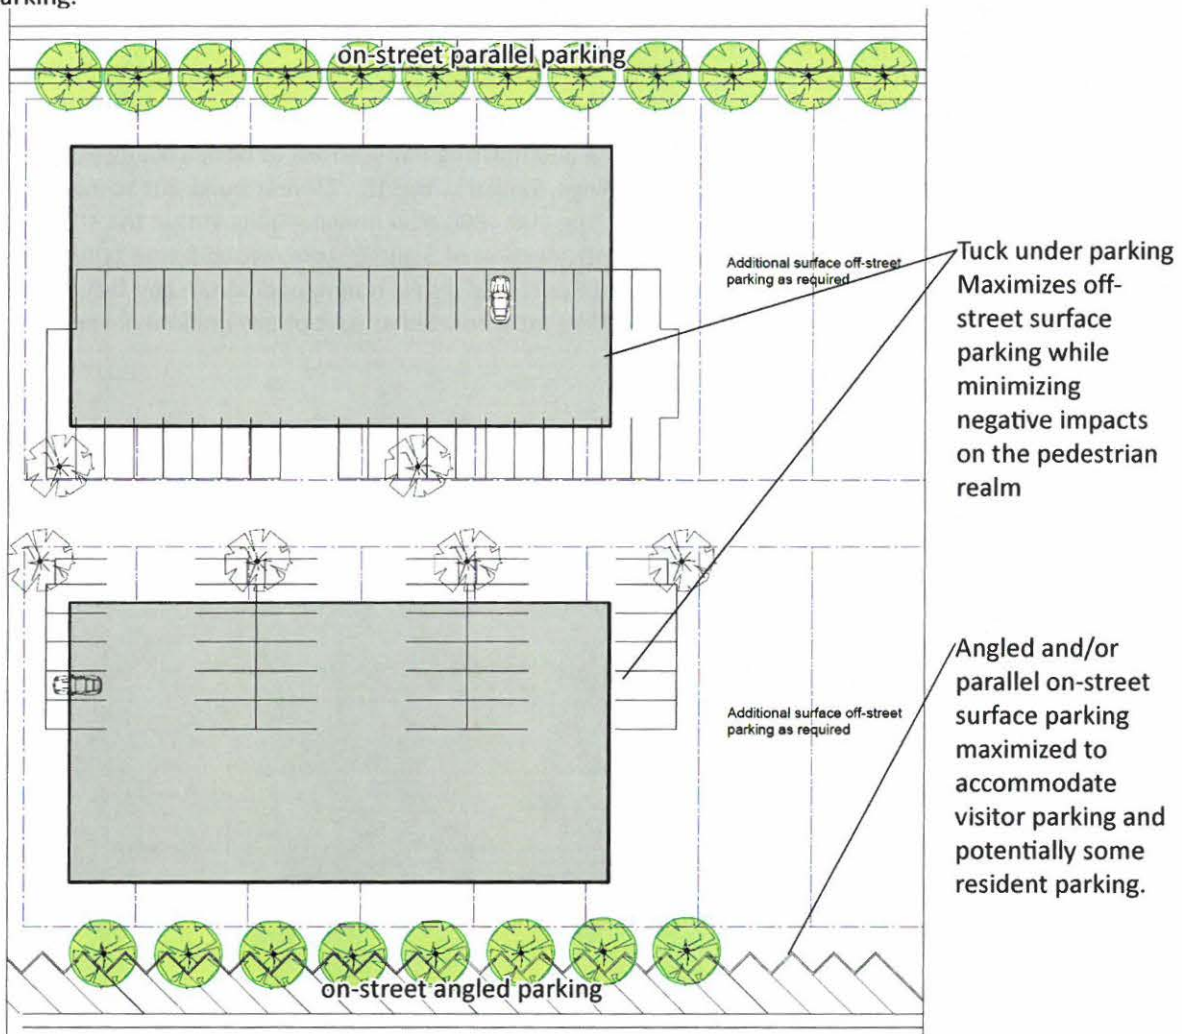 on-street parallel parking
Additional surface off-street
parking as required
Tuck under parking
Maximizes off-
street surface
parking while
minimizing
negative impacts
on the pedestrian
realm
Additional surface off-street
parking as required
Angled and/or
parallel on-street
surface parking
maximized to
accommodate
visitor parking and
potentially some
resident parking.
on-street angled parking